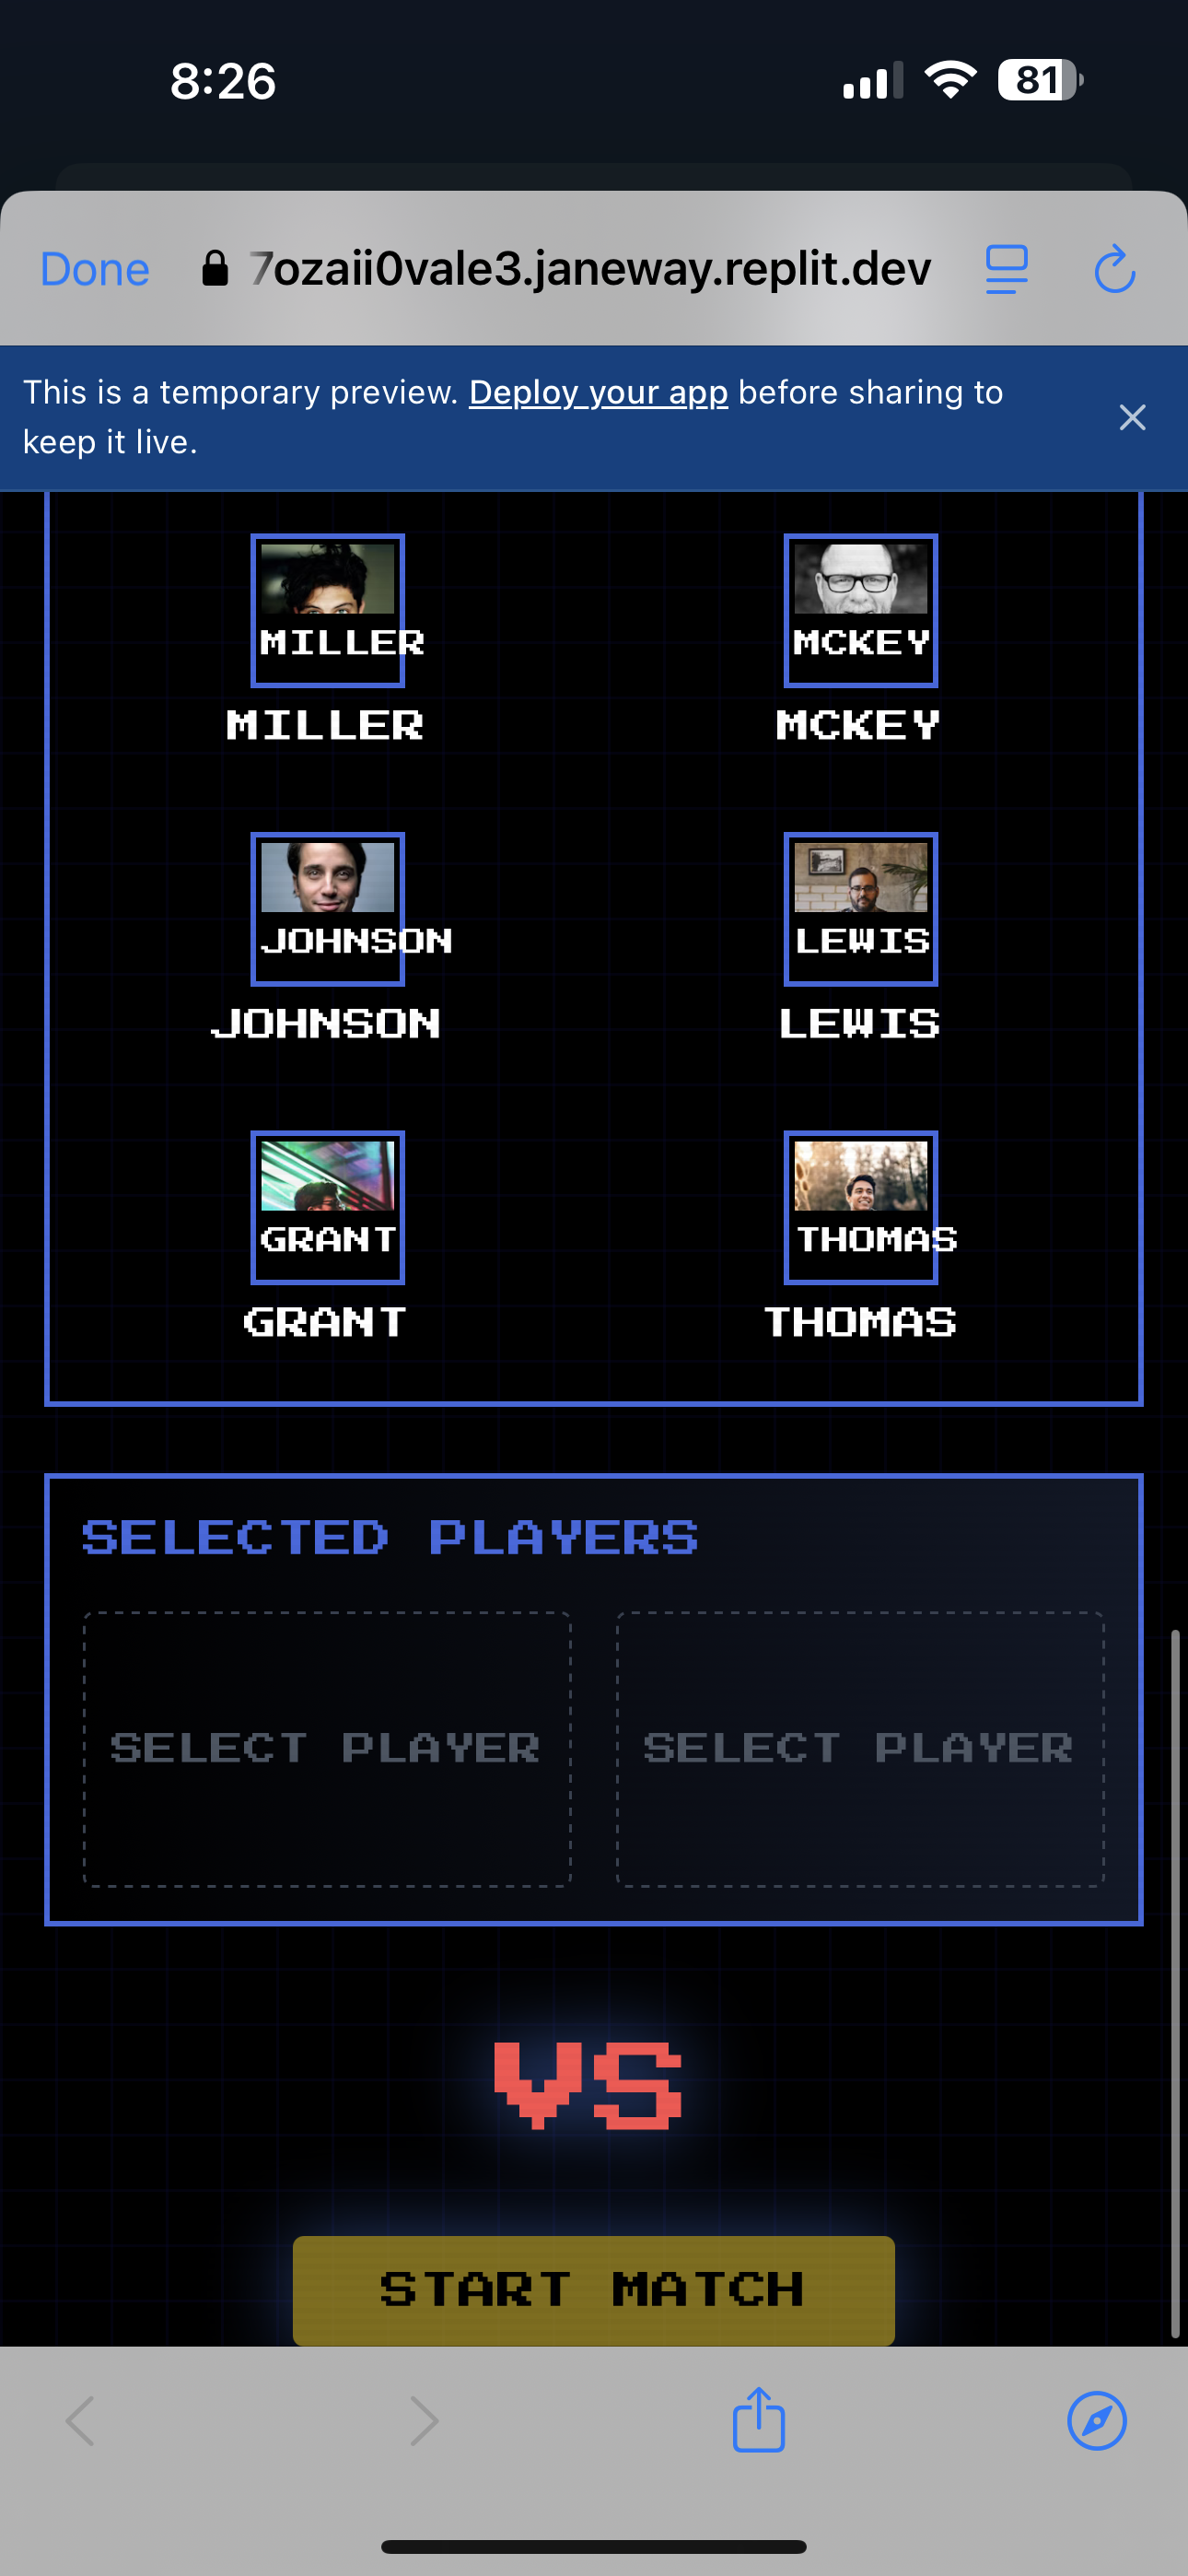 8:26
81
Done
7ozaii0vale3.janeway.replit.dev
This is a temporary preview. Deploy your app before sharing to
keep it live.
MILLER
MCKEY
MILLER
MCKEY
JOHNSON
LEWIS
JOHNSON
LEWIS
GRANT
THOMAS
GRANT
THOMAS
SELECTED PLAYERS
SELECT PLAYER
SELECT PLAYER
VS
START MATCH